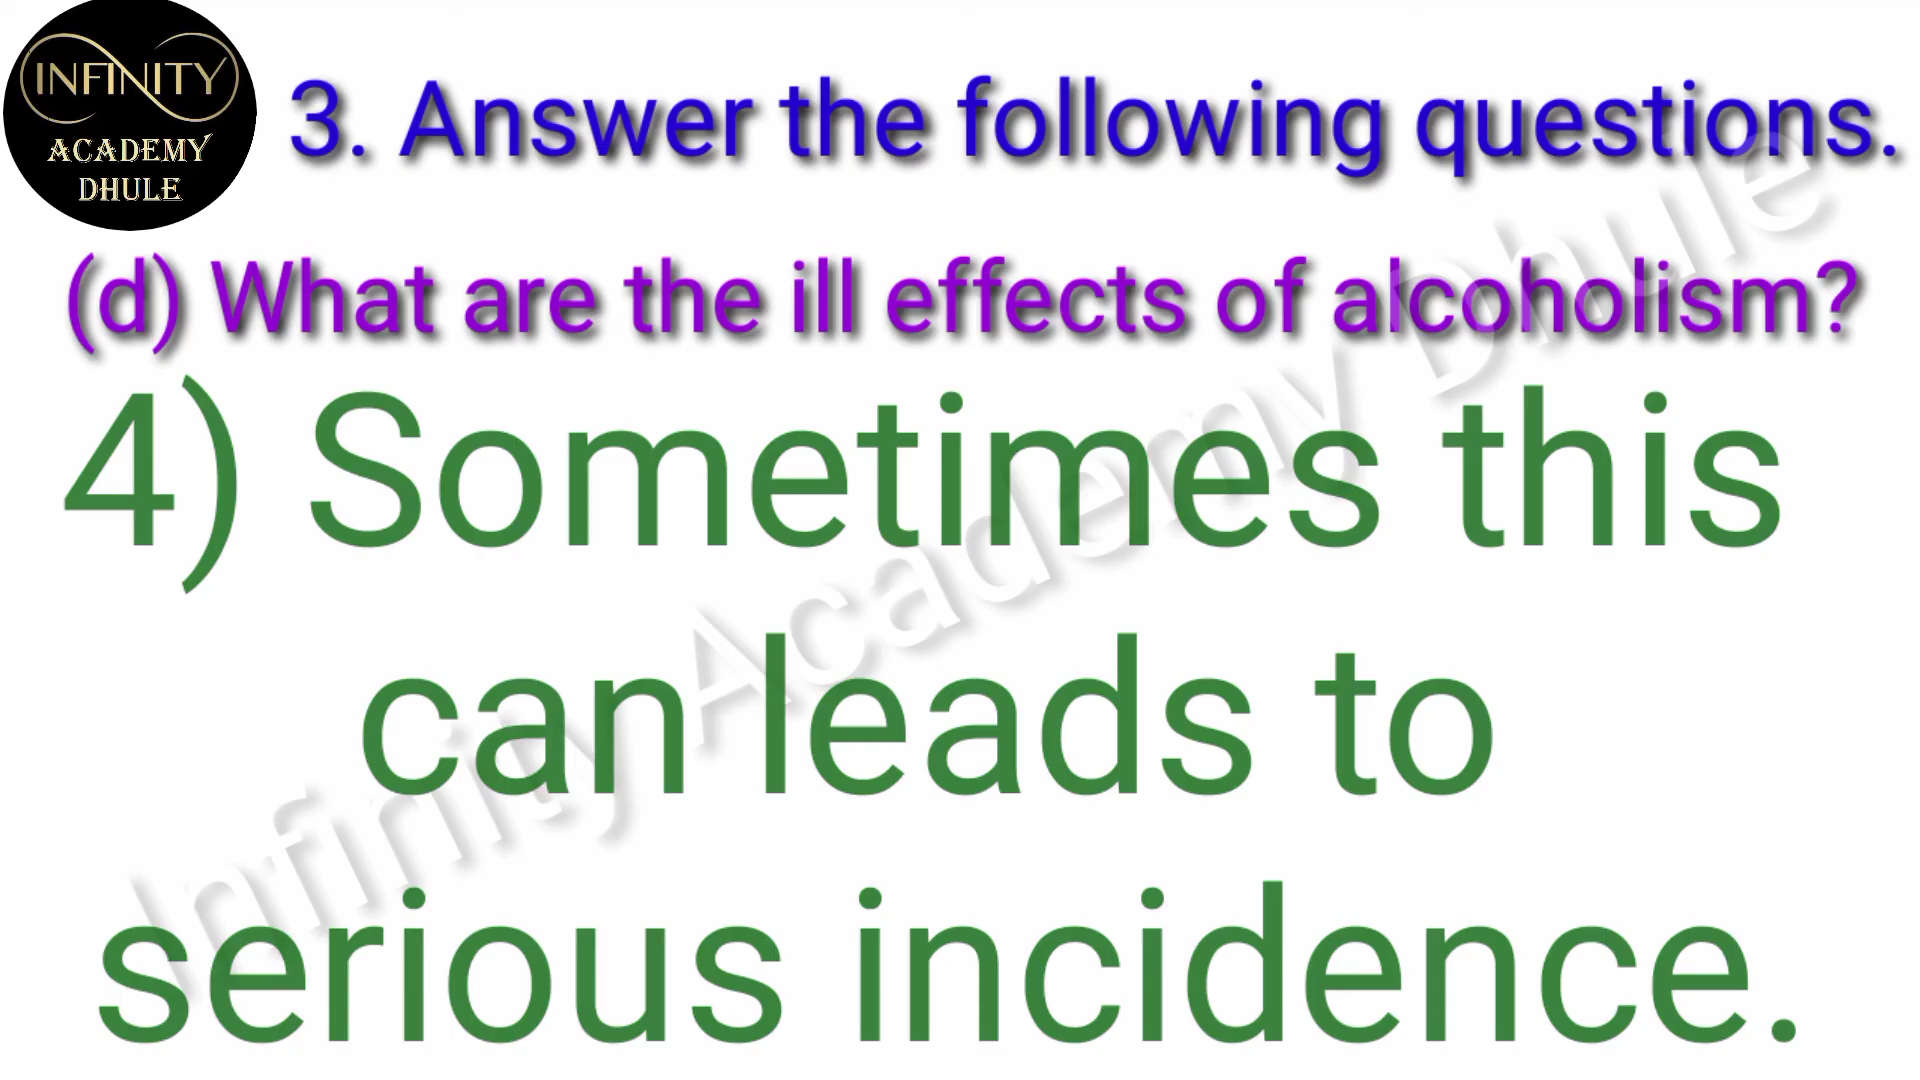 INFINITY
ACADEMY
DHULE
3. Answer the following questions.
(d) What are the ill effects of alcoholism?
4) Sometimes this
can leads to
serious incidence.
Infinity Academy Dhule